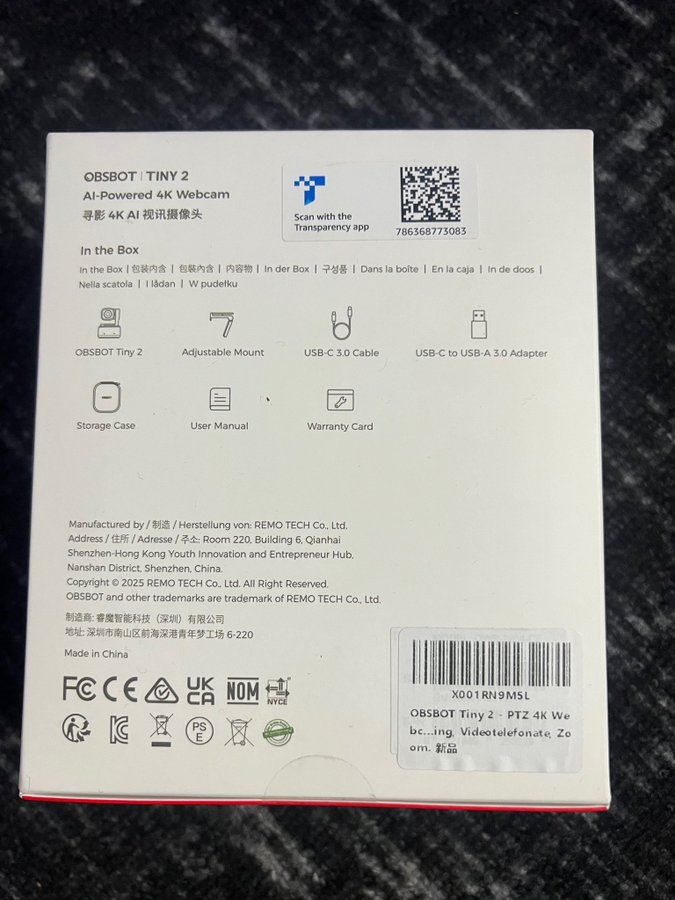 OBSBOT | TINY 2
AI-Powered 4K Webcam
寻影 4K AI 视讯摄像头
Scan with the
Transparency app
786368773083
In the Box
In the Box | 包装内含 | 包裝內含 | 内容物 | In der Box | 구성품 | Dans la boîte | En la caja | In de doos |
Nella scatola | I lådan | W pudełku
OBSBOT Tiny 2
Adjustable Mount
USB-C 3.0 Cable
USB-C to USB-A 3.0 Adapter
Storage Case
User Manual
Warranty Card
Manufactured by / 制造 / Herstellung von: REMO TECH Co., Ltd.
Address / 住所 / Adresse / 주소: Room 220, Building 6, Qianhai
Shenzhen-Hong Kong Youth Innovation and Entrepreneur Hub,
Nanshan District, Shenzhen, China.
Copyright © 2025 REMO TECH Co., Ltd. All Right Reserved.
OBSBOT and other trademarks are trademark of REMO TECH Co., Ltd.
制造商: 睿魔智能科技（深圳）有限公司
地址: 深圳市南山区前海深港青年梦工场 6-220
Made in China
FC CE UKCA NOM NYCE
PSE
X001RN9M5L
OBSBOT Tiny 2 - PTZ 4K We
bc...ing, Videotelefonate, Zo
om. 新品